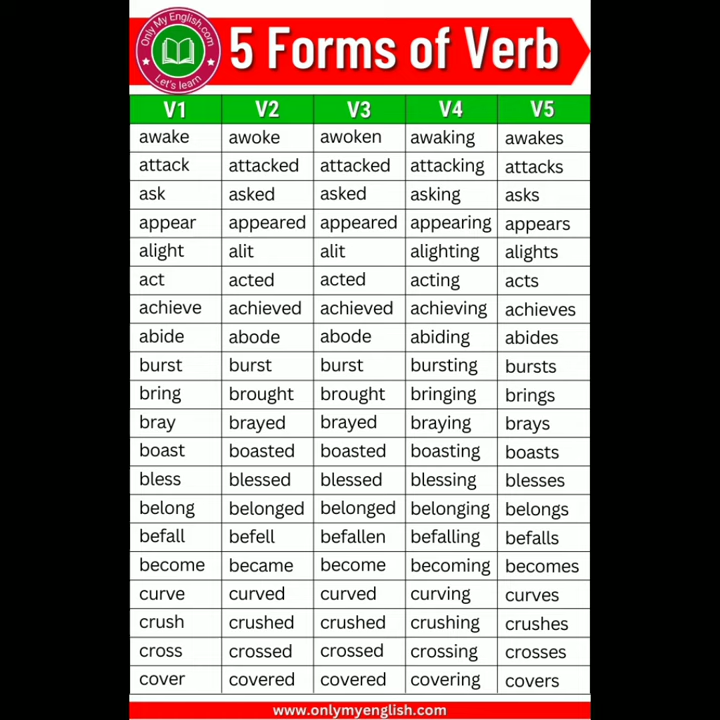 Only My English.com
Let's learn
5 Forms of Verb
V1 V2 V3 V4 V5
awake awoke awoken awaking awakes
attack attacked attacked attacking attacks
ask asked asked asking asks
appear appeared appeared appearing appears
alight alit alit alighting alights
act acted acted acting acts
achieve achieved achieved achieving achieves
abide abode abode abiding abides
burst burst burst bursting bursts
bring brought brought bringing brings
bray brayed brayed braying brays
boast boasted boasted boasting boasts
bless blessed blessed blessing blesses
belong belonged belonged belonging belongs
befall befell befallen befalling befalls
become became become becoming becomes
curve curved curved curving curves
crush crushed crushed crushing crushes
cross crossed crossed crossing crosses
cover covered covered covering covers
www.onlymyenglish.com